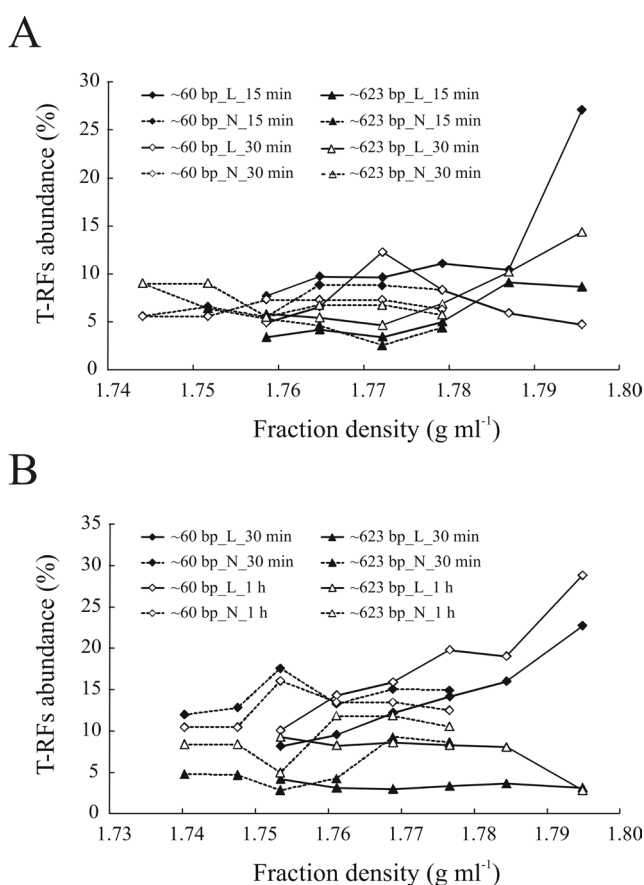 A
30
25
20
15
10
5
0
T-RFs abundance (%)
~60 bp_L_15 min
~60 bp_N_15 min
~60 bp_L_30 min
~60 bp_N_30 min
~623 bp_L_15 min
~623 bp_N_15 min
~623 bp_L_30 min
~623 bp_N_30 min
1.74 1.75 1.76 1.77 1.78 1.79 1.80
Fraction density (g ml⁻¹)
B
35
30
25
20
15
10
5
0
T-RFs abundance (%)
~60 bp_L_30 min
~60 bp_N_30 min
~60 bp_L_1 h
~60 bp_N_1 h
~623 bp_L_30 min
~623 bp_N_30 min
~623 bp_L_1 h
~623 bp_N_1 h
1.73 1.74 1.75 1.76 1.77 1.78 1.79 1.80
Fraction density (g ml⁻¹)